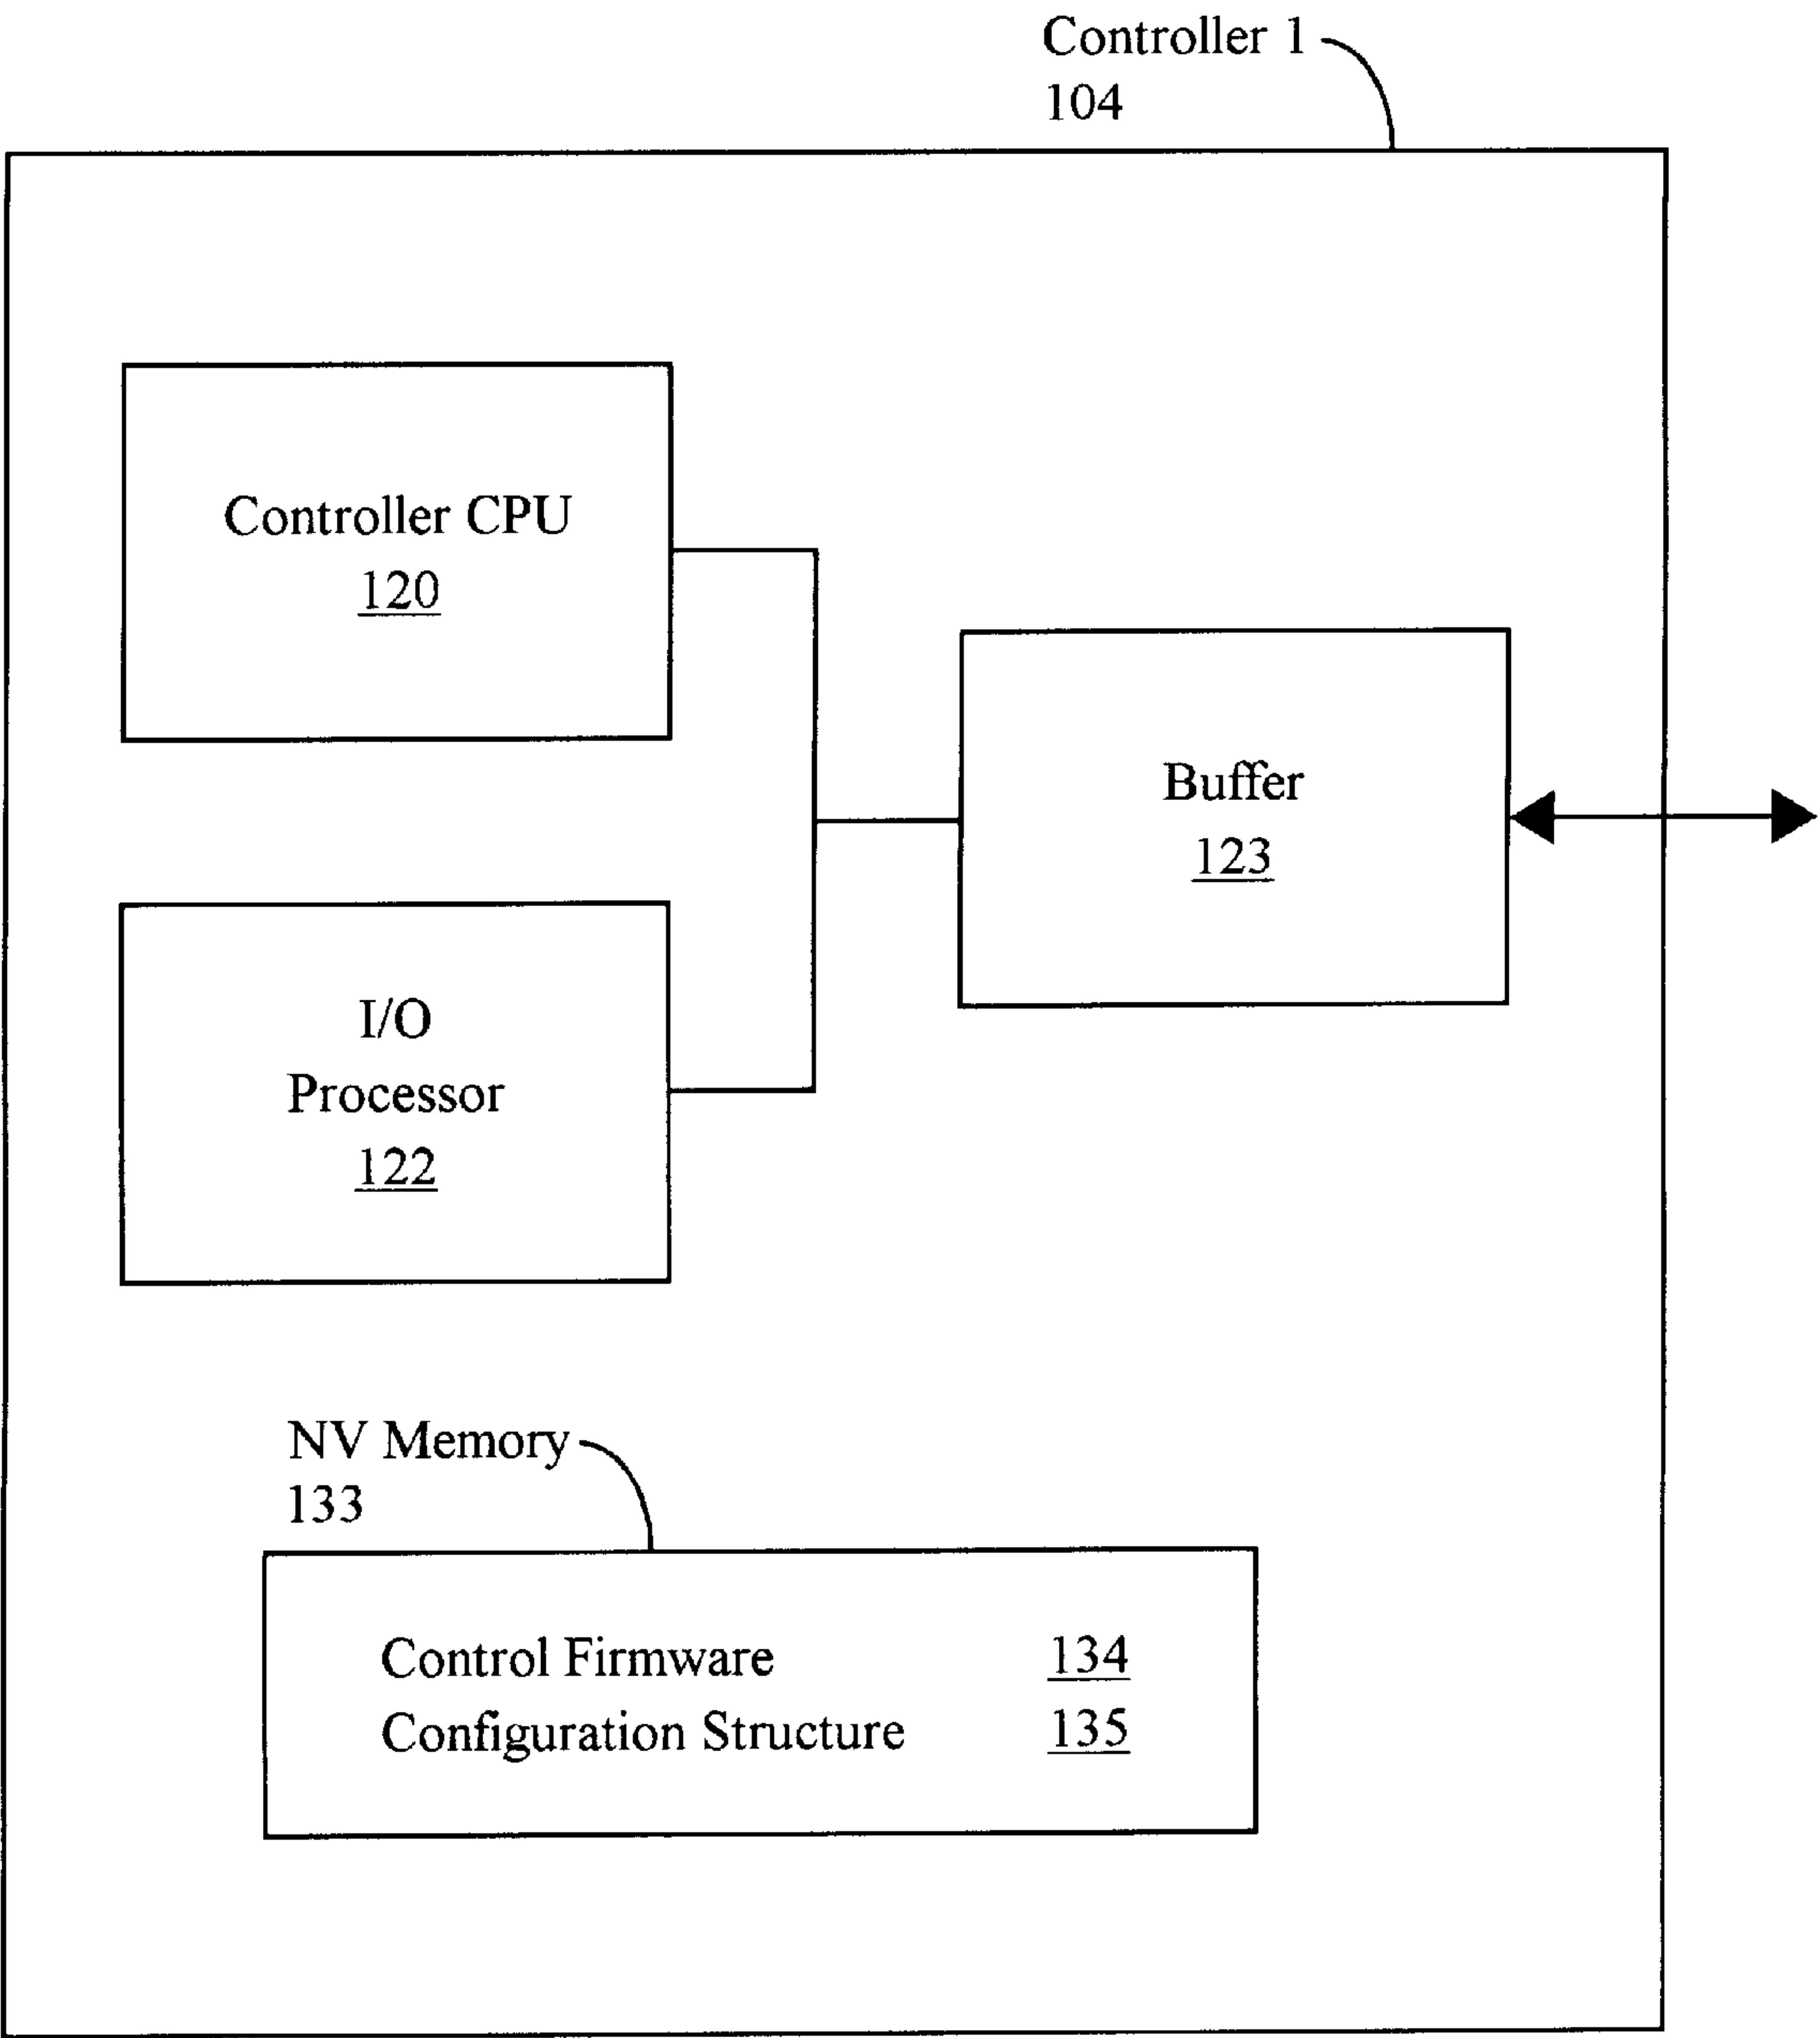 Controller 1
104
Controller CPU
120
Buffer
123
I/O
Processor
122
NV Memory
133
Control Firmware 134
Configuration Structure 135